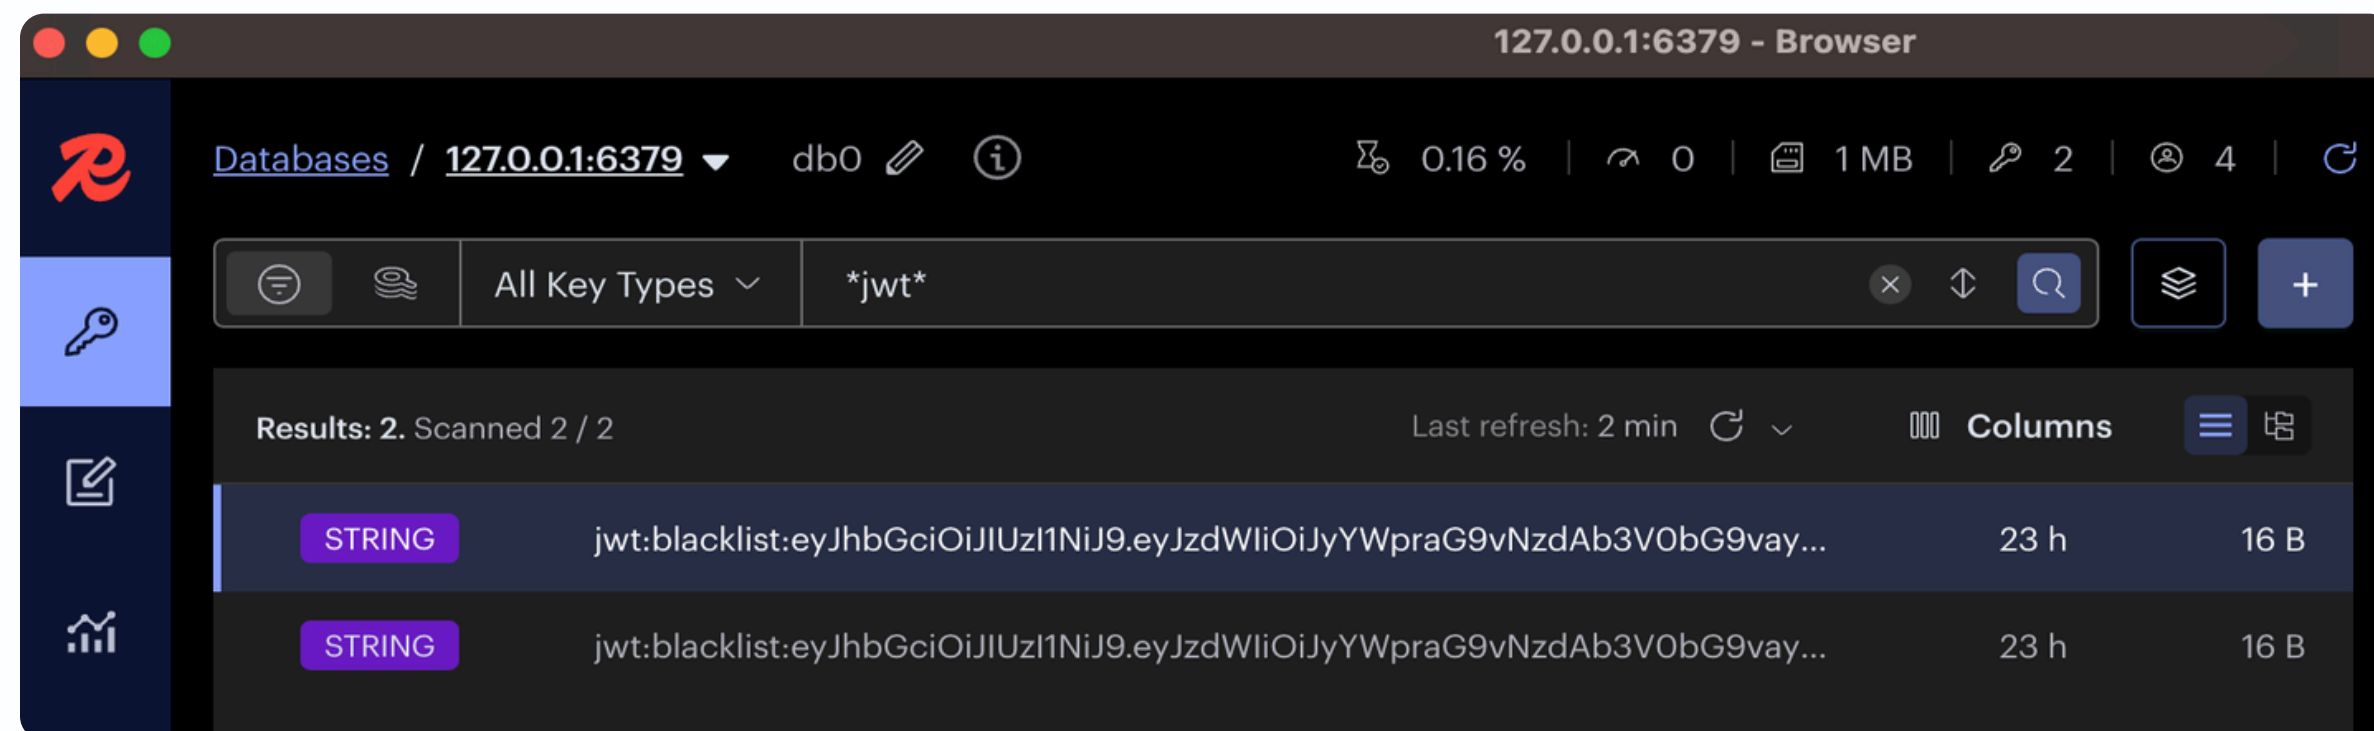 127.0.0.1:6379 - Browser
Databases / 127.0.0.1:6379 db0 0.16 % 0 1 MB 2 4
All Key Types *jwt*
Results: 2. Scanned 2 / 2 Last refresh: 2 min Columns
STRING jwt:blacklist:eyJhbGciOiJIUzI1NiJ9.eyJzdWIiOiJyYWpraG9vNzdAb3V0bG9vay... 23 h 16 B
STRING jwt:blacklist:eyJhbGciOiJIUzI1NiJ9.eyJzdWIiOiJyYWpraG9vNzdAb3V0bG9vay... 23 h 16 B